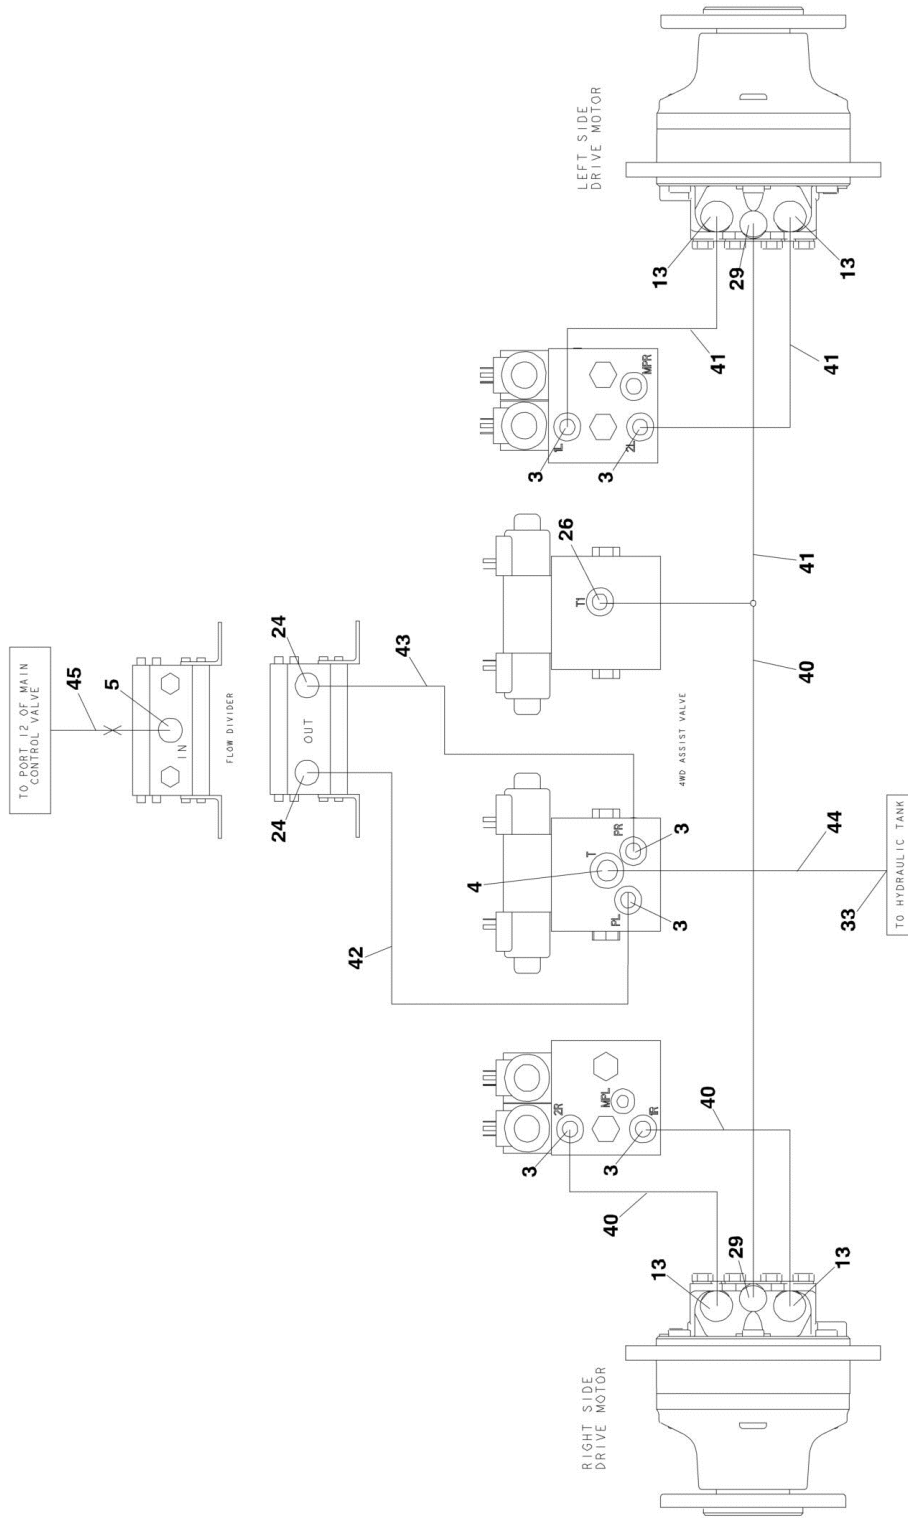 TO PORT 12 OF MAIN
CONTROL VALVE
45
5
IN
FLOW DIVIDER
24
24
OUT
42
43
4
3
3
2R
1L
26
T1
LEFT SIDE
DRIVE MOTOR
RIGHT SIDE
DRIVE MOTOR
T
MPL
PL
PR
3
3
2L
MPR
40
1R
13
3
3
13
4WD ASSIST VALVE
40
41
29
29
40
41
13
44
41
13
33
TO HYDRAULIC TANK